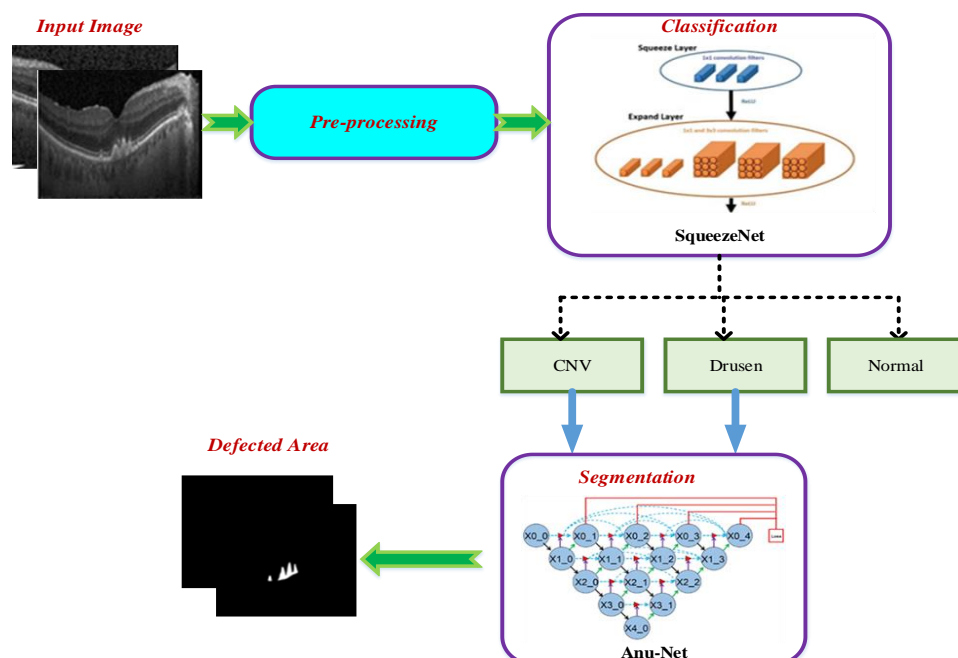 Input Image
Classification
Squeeze Layer
1x1 convolution filters
ReLU
Expand Layer
1x1 and 3x3 convolution filters
ReLU
Pre-processing
SqueezeNet
CNV
Drusen
Normal
Defected Area
Segmentation
X0_0 X0_1 X0_2 X0_3 X0_4
Loss
X1_0 X1_1 X1_2 X1_3
X2_0 X2_1 X2_2
X3_0 X3_1
X4_0
Anu-Net